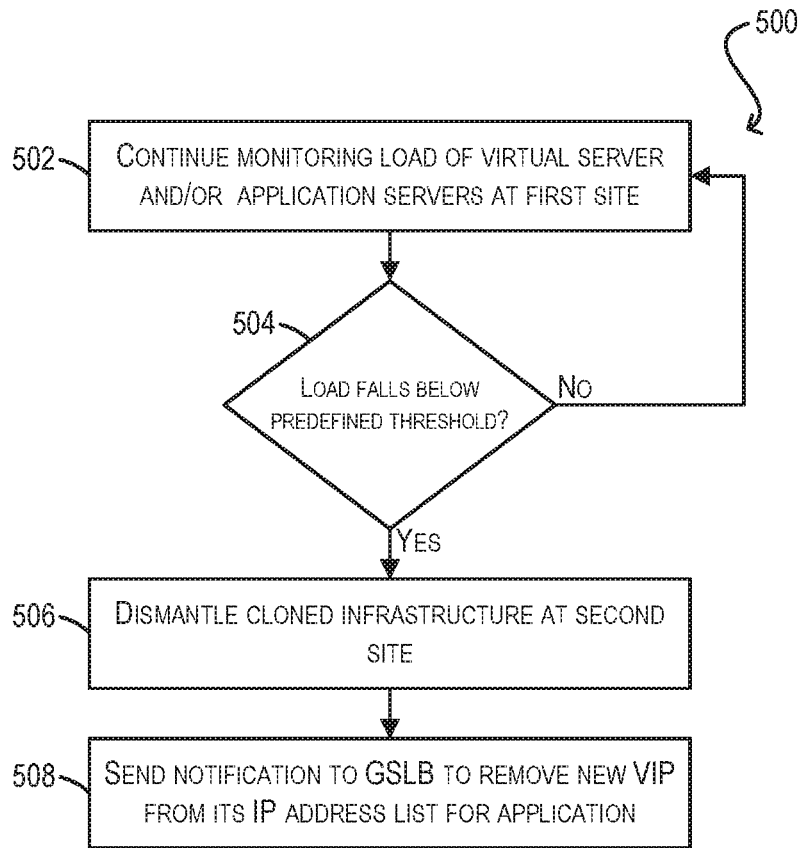 500
502
CONTINUE MONITORING LOAD OF VIRTUAL SERVER
AND/OR APPLICATION SERVERS AT FIRST SITE
504
LOAD FALLS BELOW
PREDEFINED THRESHOLD?
NO
YES
506
DISMANTLE CLONED INFRASTRUCTURE AT SECOND
SITE
508
SEND NOTIFICATION TO GSLB TO REMOVE NEW VIP
FROM ITS IP ADDRESS LIST FOR APPLICATION